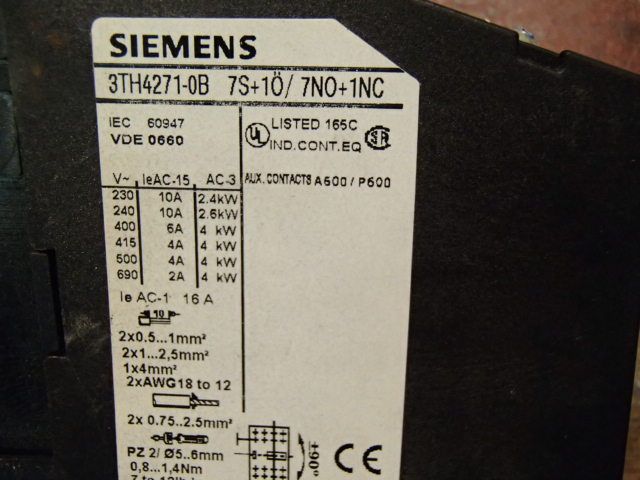 SIEMENS
3TH4271-0B 7S+1Ö/ 7NO+1NC
IEC 60947
VDE 0660
UL LISTED 165C
IND.CONT.EQ
SA
V~ IeAC-15 AC-3
AUX. CONTACTS A600 / P600
230 10A 2.4kW
240 10A 2.6kW
400 6A 4 kW
415 4A 4 kW
500 4A 4 kW
690 2A 4 kW
Ie AC-1 16 A
10
2x0.5...1mm²
2x1...2,5mm²
1x4mm²
2xAWG18 to 12
2x 0.75...2.5mm²
PZ 2/ Ø5...6mm
0,8...1,4Nm
+90°
CE